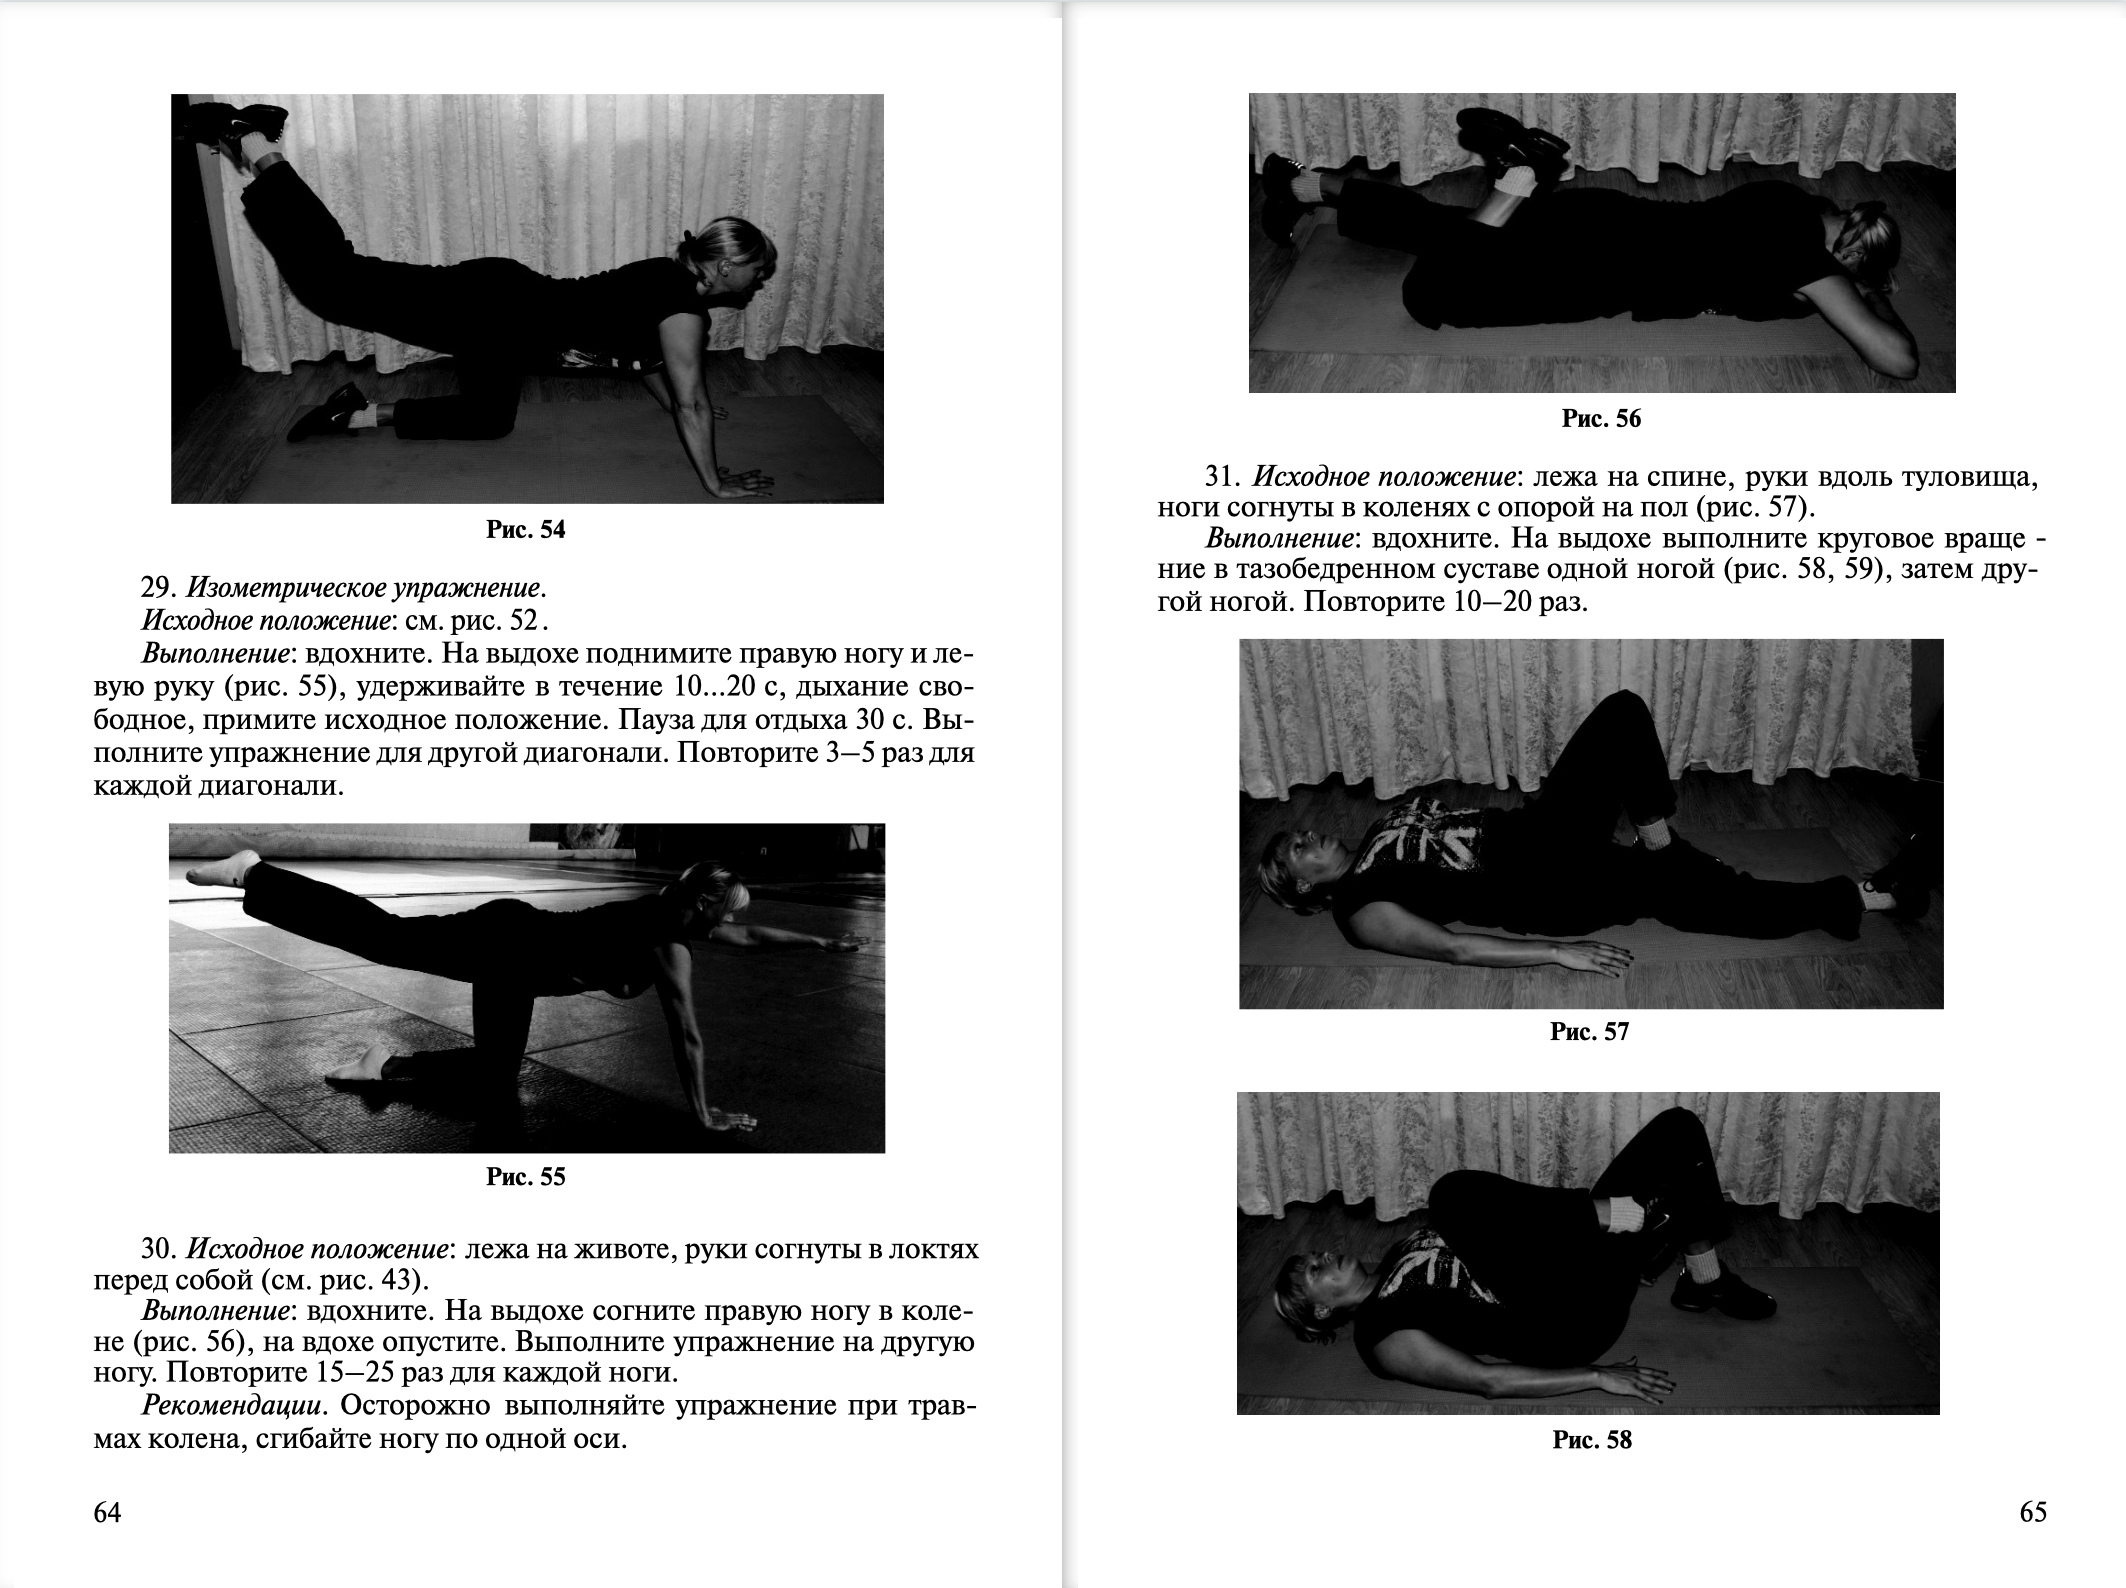 Рис. 54
29. Изометрическое упражнение.
Исходное положение: см. рис. 52.
Выполнение: вдохните. На выдохе поднимите правую ногу и ле-
вую руку (рис. 55), удерживайте в течение 10...20 с, дыхание сво-
бодное, примите исходное положение. Пауза для отдыха 30 с. Вы-
полните упражнение для другой диагонали. Повторите 3–5 раз для
каждой диагонали.
Рис. 55
30. Исходное положение: лежа на животе, руки согнуты в локтях
перед собой (см. рис. 43).
Выполнение: вдохните. На выдохе согните правую ногу в коле-
не (рис. 56), на вдохе опустите. Выполните упражнение на другую
ногу. Повторите 15–25 раз для каждой ноги.
Рекомендации. Осторожно выполняйте упражнение при трав-
мах колена, сгибайте ногу по одной оси.
64
Рис. 56
31. Исходное положение: лежа на спине, руки вдоль туловища,
ноги согнуты в коленях с опорой на пол (рис. 57).
Выполнение: вдохните. На выдохе выполните круговое враще -
ние в тазобедренном суставе одной ногой (рис. 58, 59), затем дру-
гой ногой. Повторите 10–20 раз.
Рис. 57
Рис. 58
65